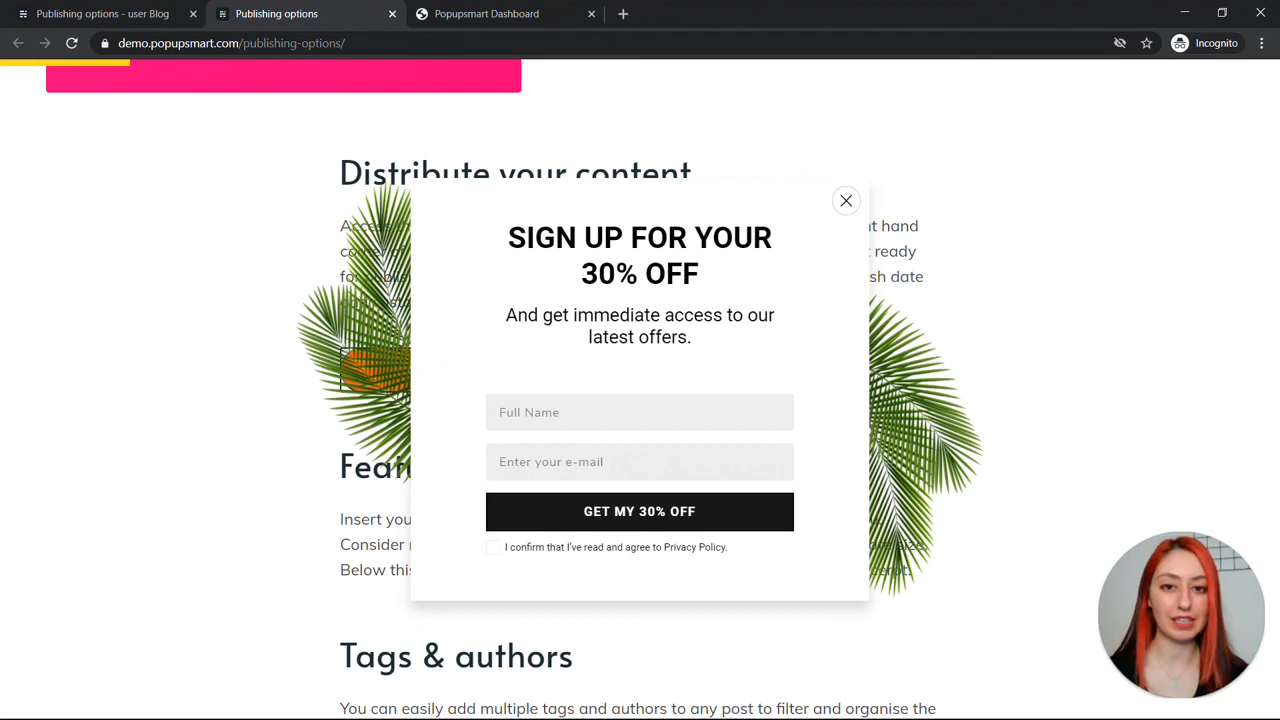 Publishing options - user Blog
Publishing options
Popupsmart Dashboard
demo.popupsmart.com/publishing-options/
Incognito
Distribute your content
SIGN UP FOR YOUR
30% OFF
And get immediate access to our
latest offers.
Full Name
Enter your e-mail
GET MY 30% OFF
I confirm that I've read and agree to Privacy Policy.
hand
ready
date
Insert you
Consider
Below this
Tags & authors
You can easily add multiple tags and authors to any post to filter and organise the